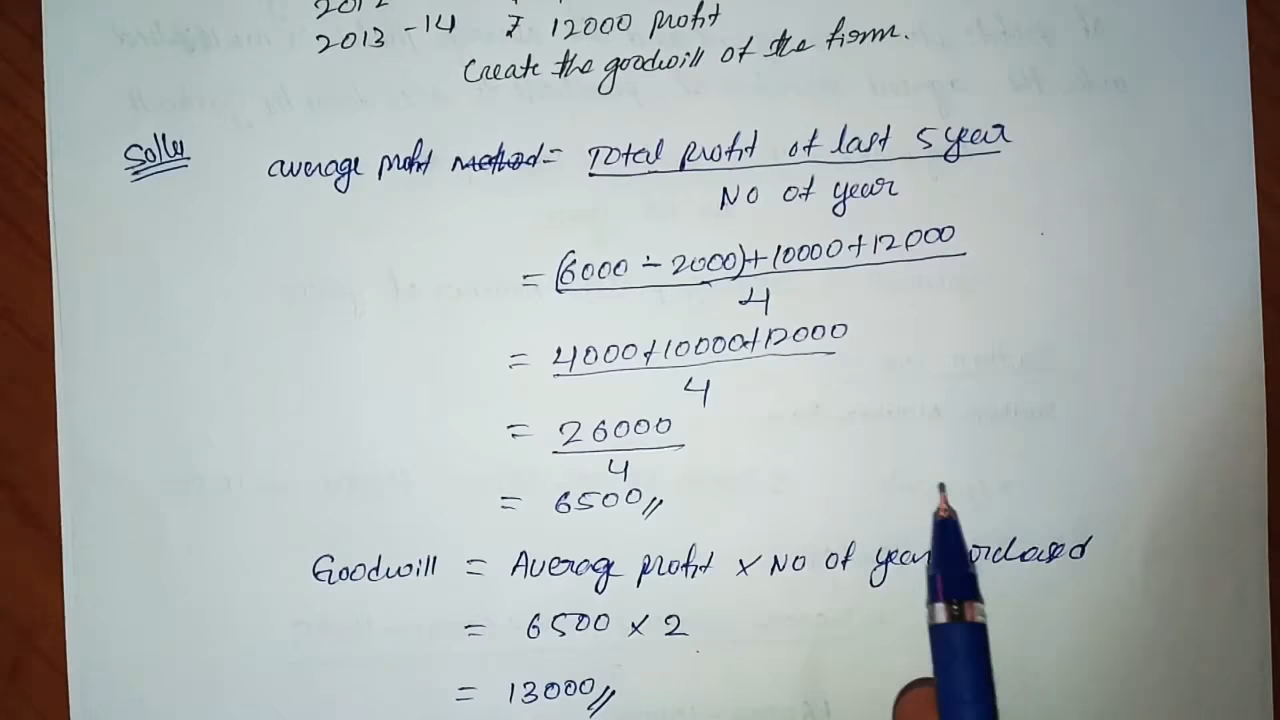 2013-14 ₹ 12000 profit
Create the goodwill of the firm.
Soln
average profit method = Total profit of last 5 year
No of year
= (6000 - 2000)+10000+12000
4
= 4000+10000+12000
4
= 26000
4
= 6500//
Goodwill = Average profit x No of year
= 6500 x 2
= 13000//